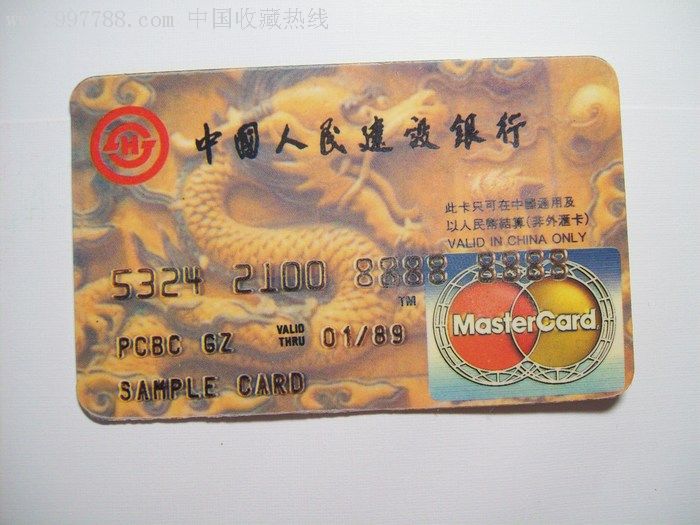 997788.com 中国收藏热线
中國人民建設銀行
此卡只可在中國通用及
以人民幣結算(非外滙卡)
VALID IN CHINA ONLY
5324 2100 8888 8888
TM
MasterCard
PCBC GZ VALID THRU 01/89
SAMPLE CARD